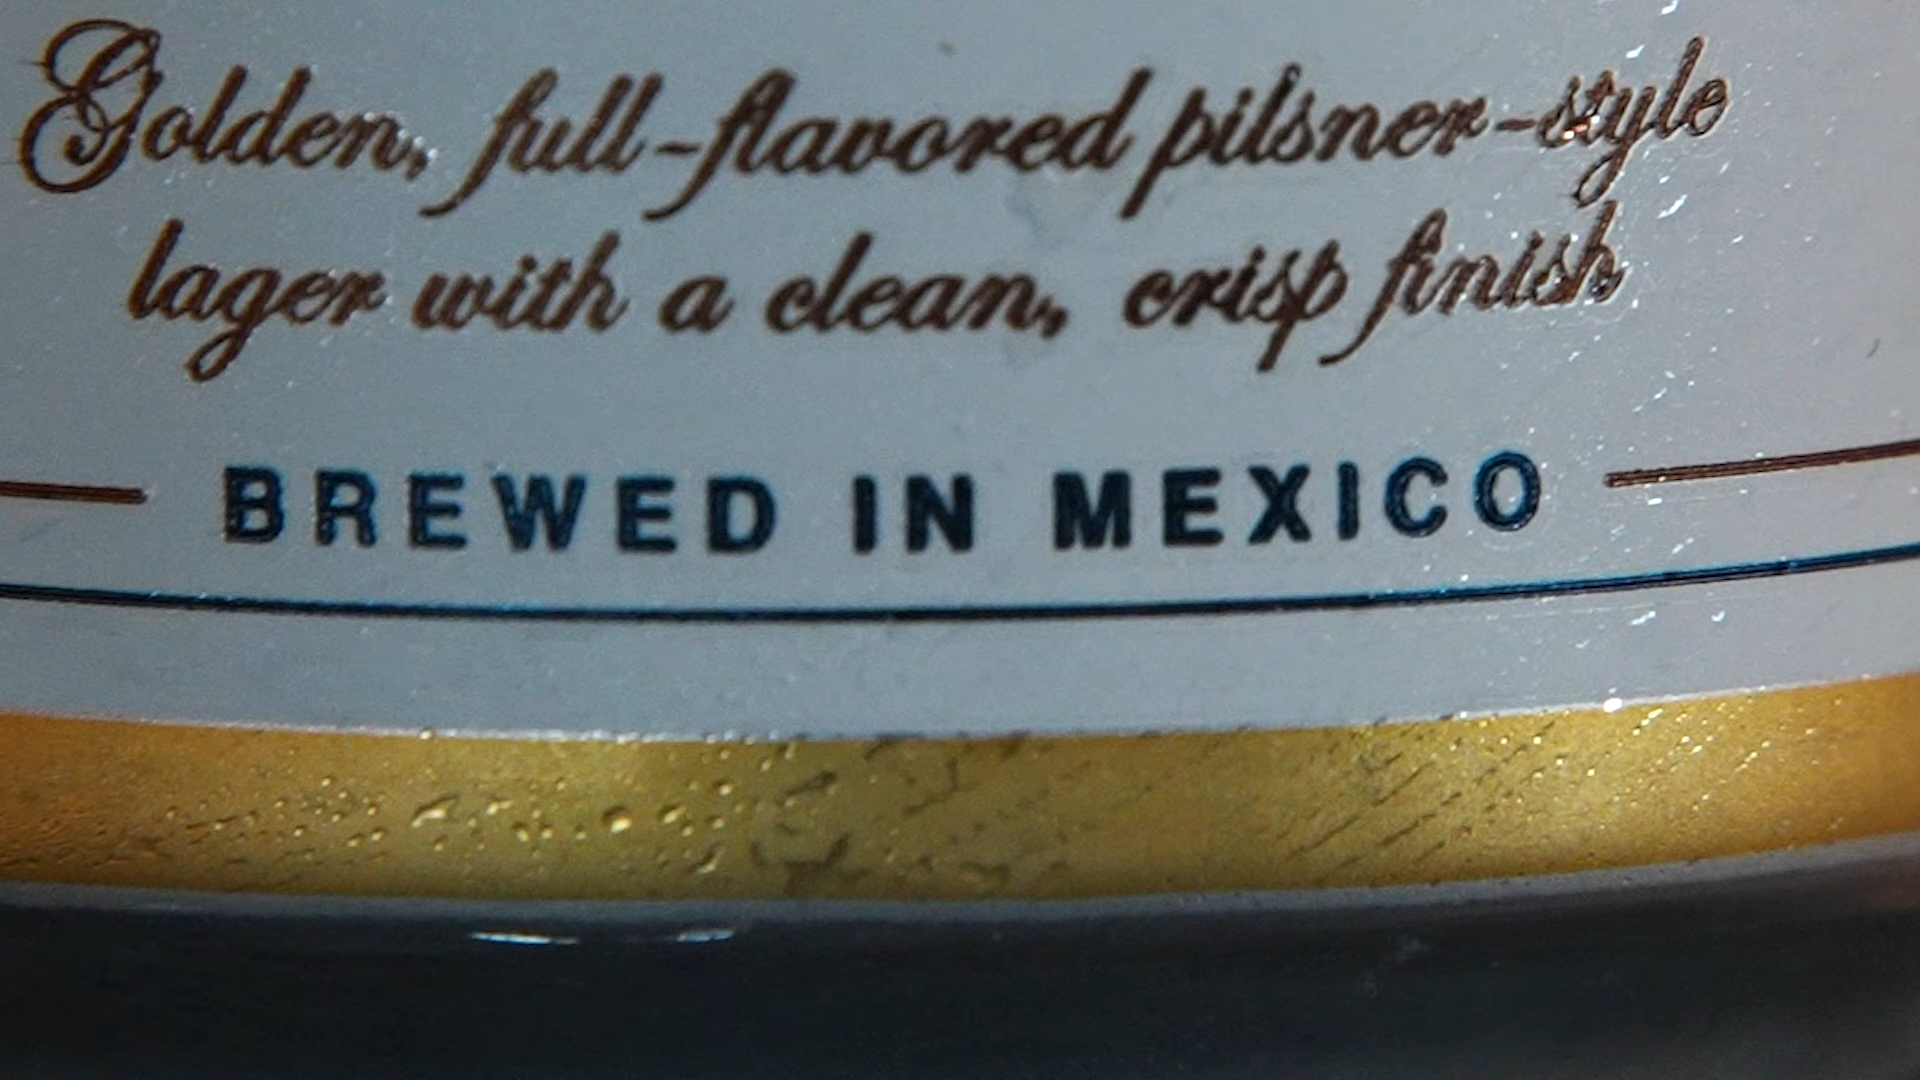 Golden, full-flavored pilsner-style
lager with a clean, crisp finish
BREWED IN MEXICO